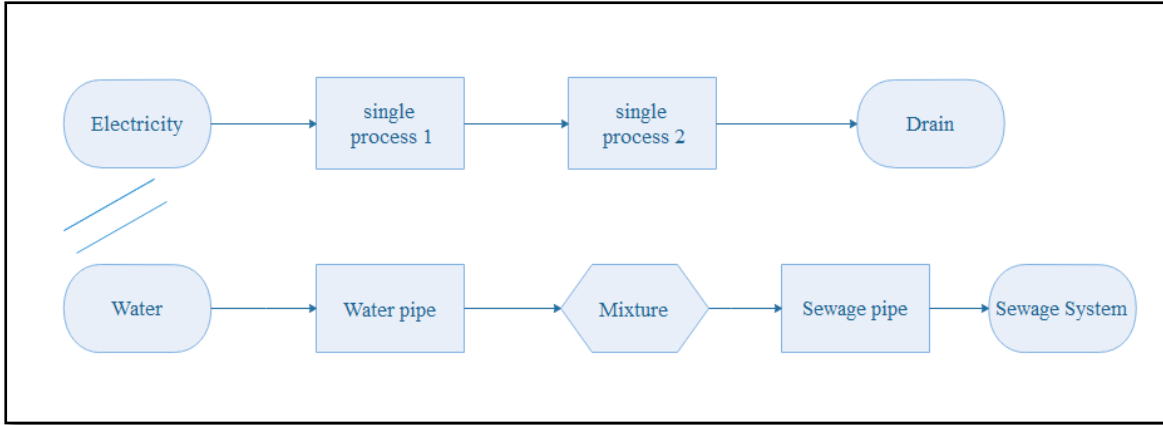 Electricity
single
process 1
single
process 2
Drain
Water
Water pipe
Mixture
Sewage pipe
Sewage System